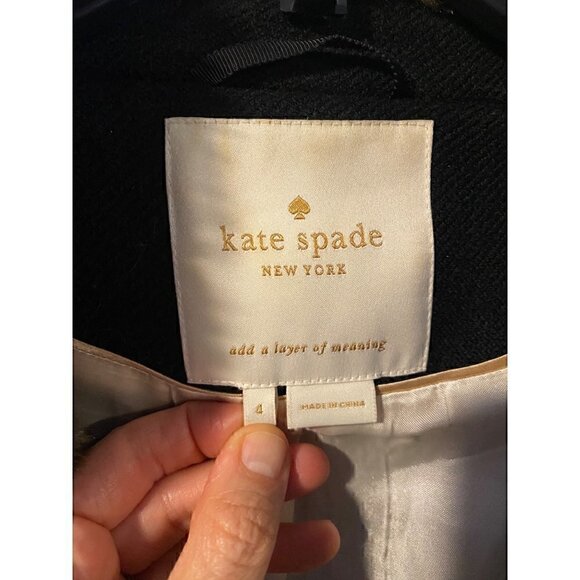 kate spade
NEW YORK
add a layer of meaning
4
MADE IN CHINA